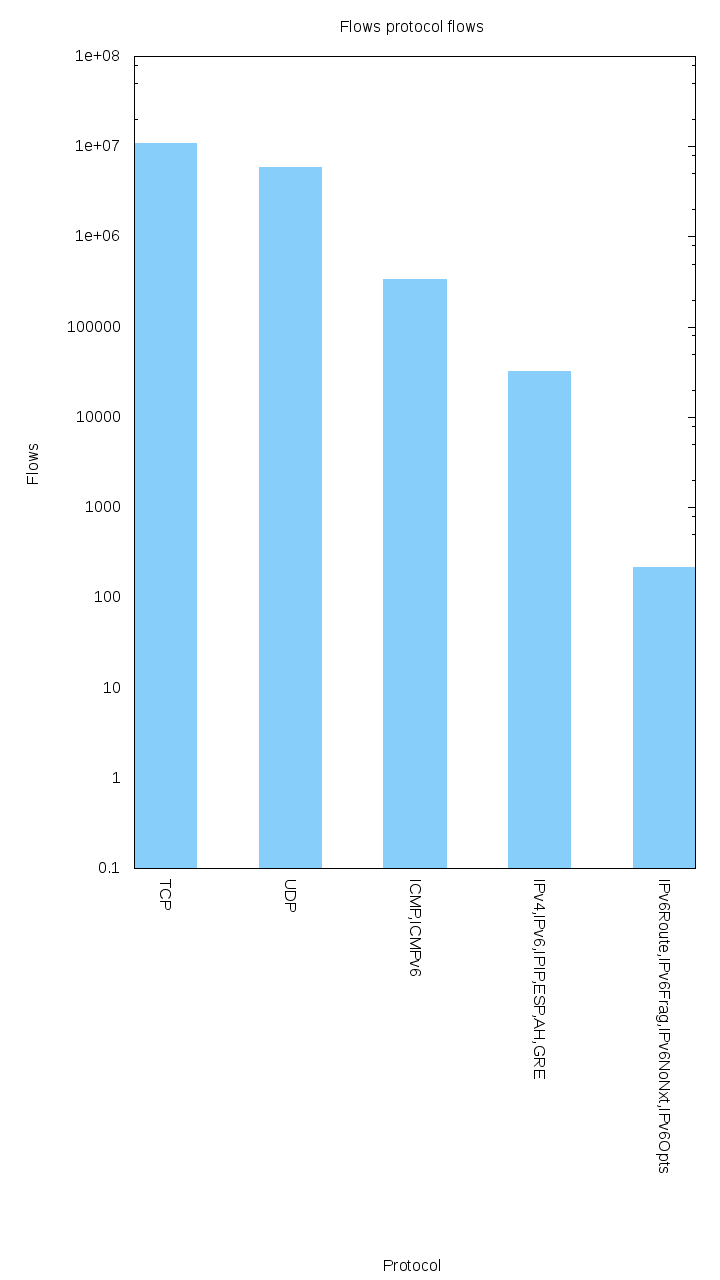 Flows protocol flows
1e+08
1e+07
1e+06
100000
10000
1000
100
10
1
0.1
Flows
TCP
UDP
ICMP,ICMPv6
IPv4,IPv6,IPIP,ESP,AH,GRE
IPv6Route,IPv6Frag,IPv6NoNxt,IPv6Opts
Protocol